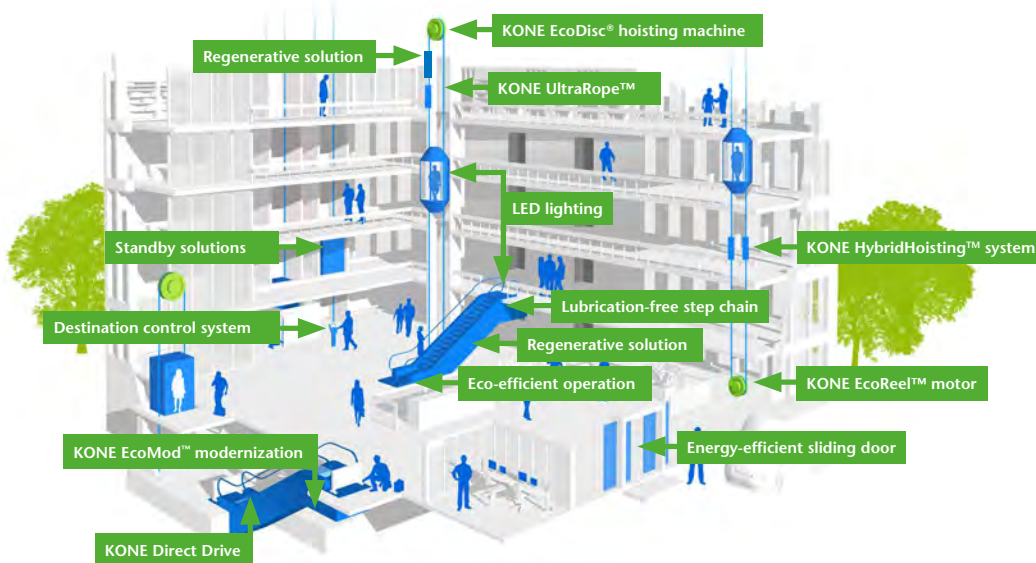 KONE EcoDisc® hoisting machine
Regenerative solution
KONE UltraRope™
LED lighting
Standby solutions
KONE HybridHoisting™ system
Lubrication-free step chain
Destination control system
Regenerative solution
Eco-efficient operation
KONE EcoReel™ motor
KONE EcoMod™ modernization
Energy-efficient sliding door
KONE Direct Drive